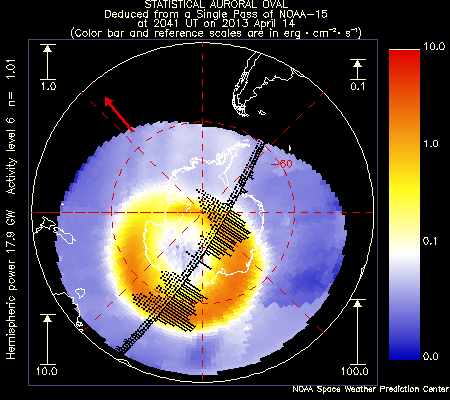 STATISTICAL AURORAL OVAL
Deduced from a Single Pass of NOAA-15
at 2041 UT on 2013 April 14
(Color bar and reference scales are in erg · cm⁻² · s⁻¹)
1.0
0.1
10.0
1.0
0.1
0.0
-60
Hemispheric power 17.9 GW Activity level 6 n= 1.01
10.0
100.0
NOAA Space Weather Prediction Center